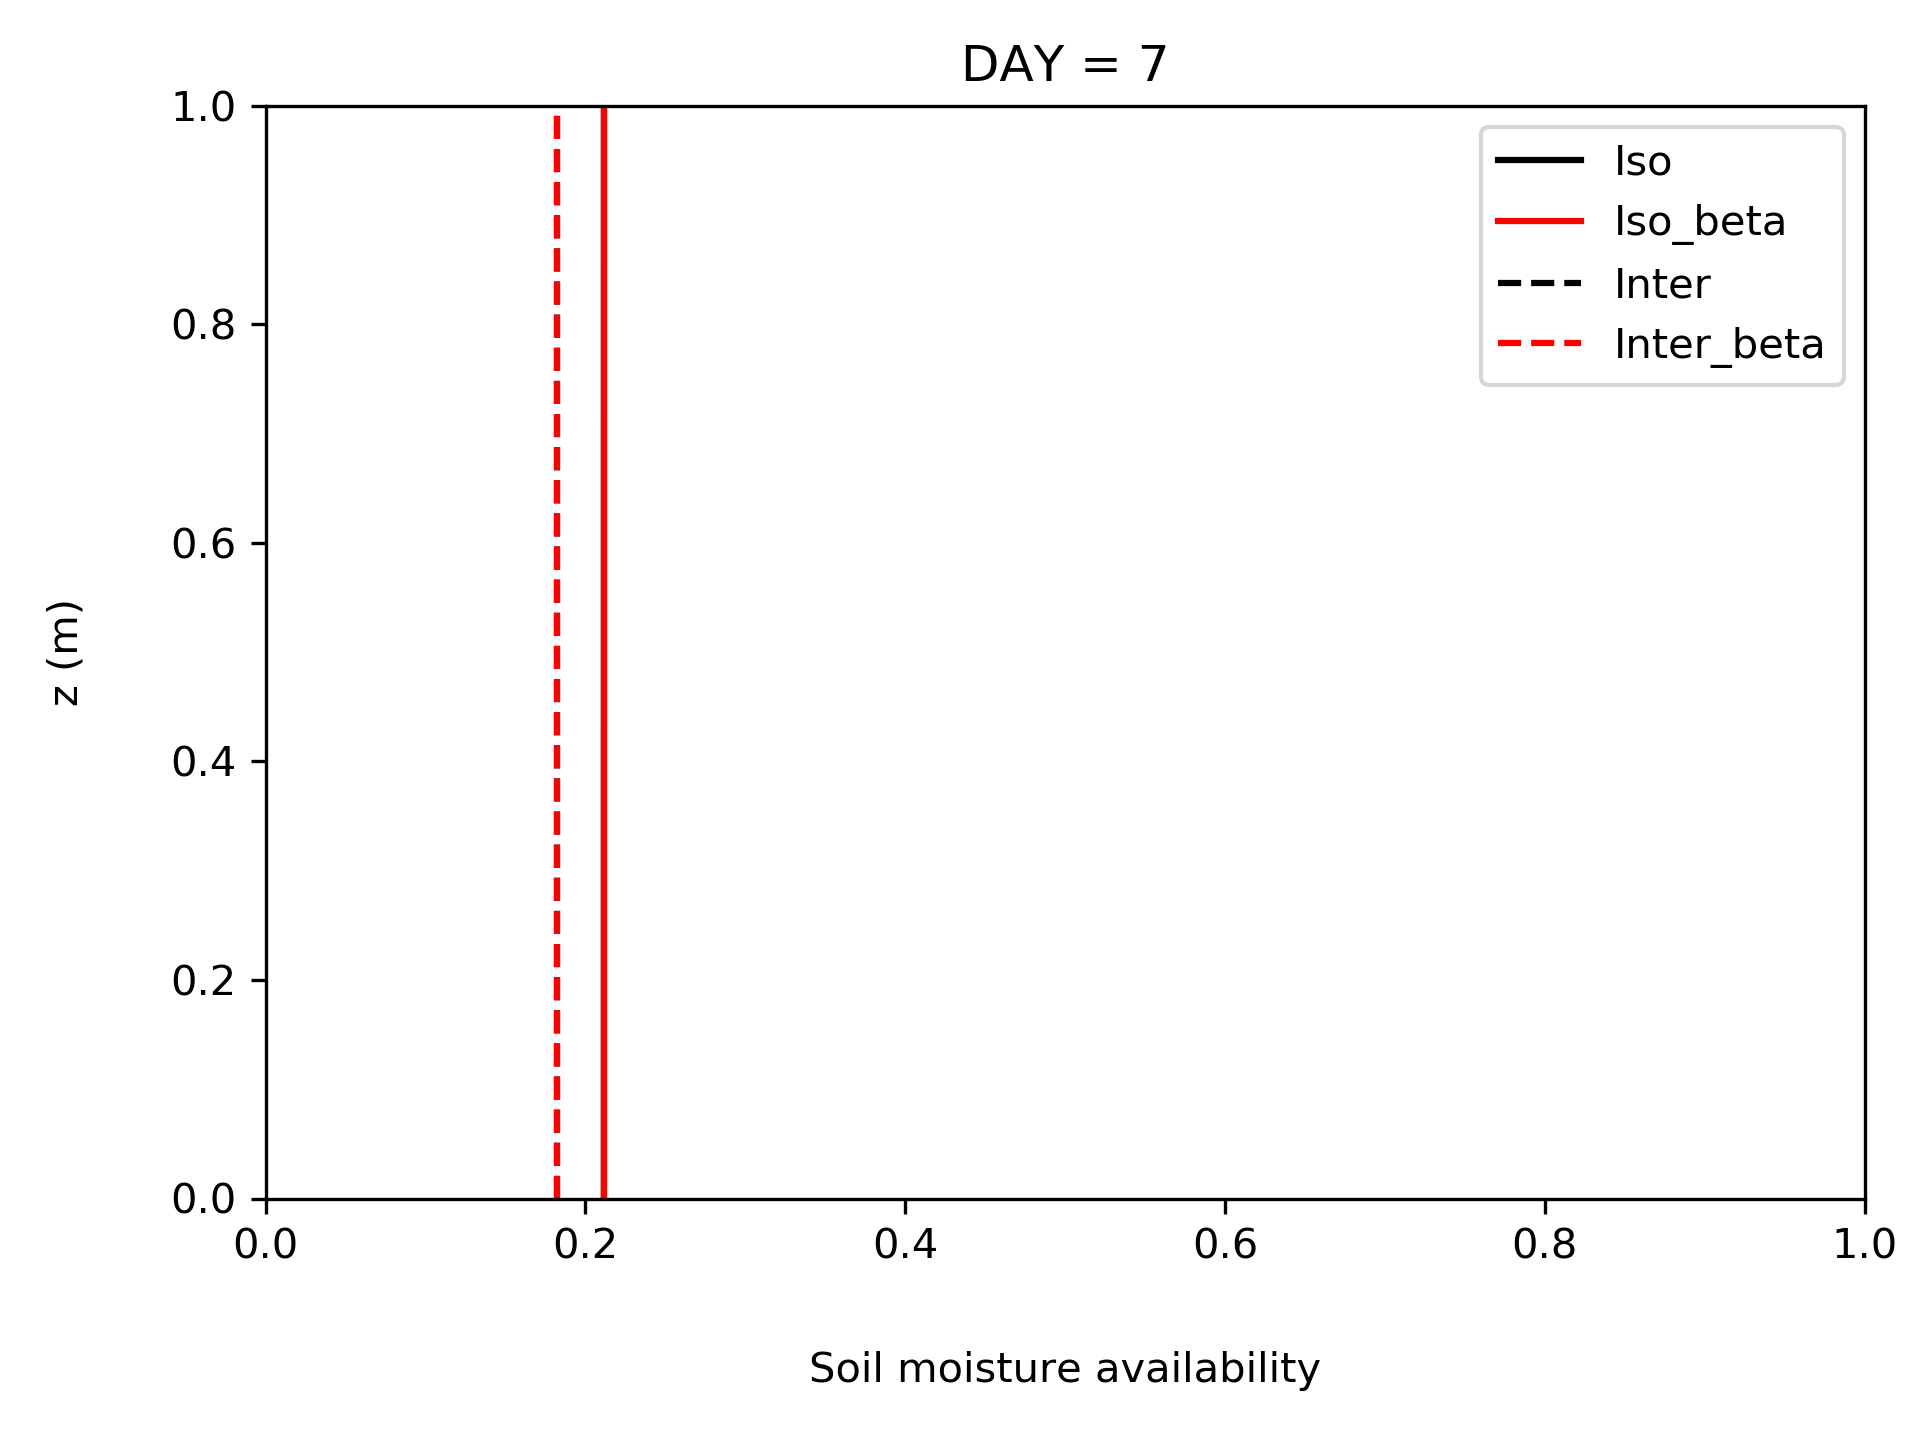 DAY = 7
1.0
0.8
0.6
0.4
0.2
0.0
z (m)
Iso
Iso_beta
Inter
Inter_beta
0.0 0.2 0.4 0.6 0.8 1.0
Soil moisture availability